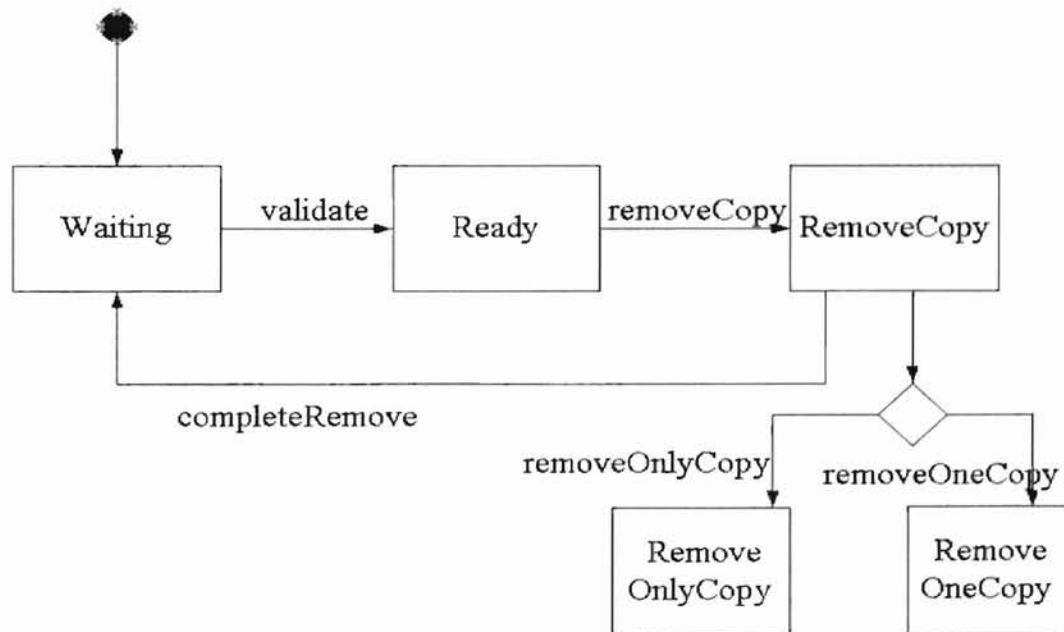 validate
removeCopy
Waiting
Ready
RemoveCopy
completeRemove
removeOnlyCopy
removeOneCopy
Remove
OnlyCopy
Remove
OneCopy